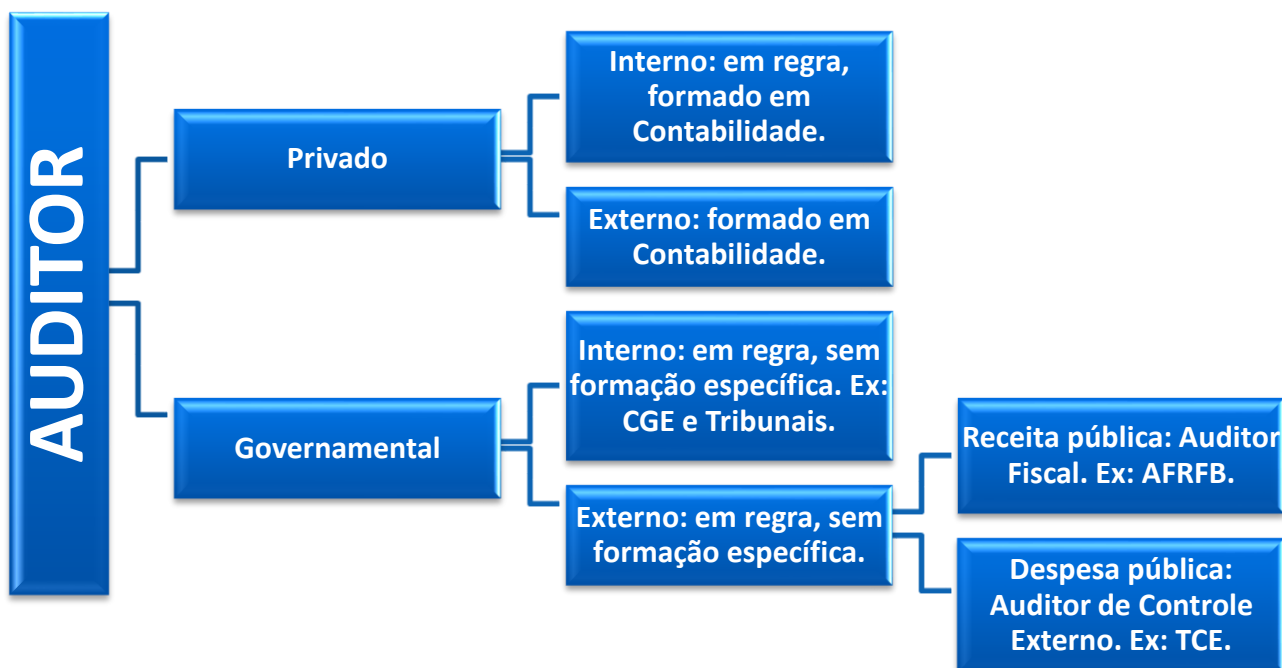 AUDITOR
Privado
Interno: em regra,
formado em
Contabilidade.
Externo: formado em
Contabilidade.
Governamental
Interno: em regra, sem
formação específica. Ex:
CGE e Tribunais.
Externo: em regra, sem
formação específica.
Receita pública: Auditor
Fiscal. Ex: AFRFB.
Despesa pública:
Auditor de Controle
Externo. Ex: TCE.